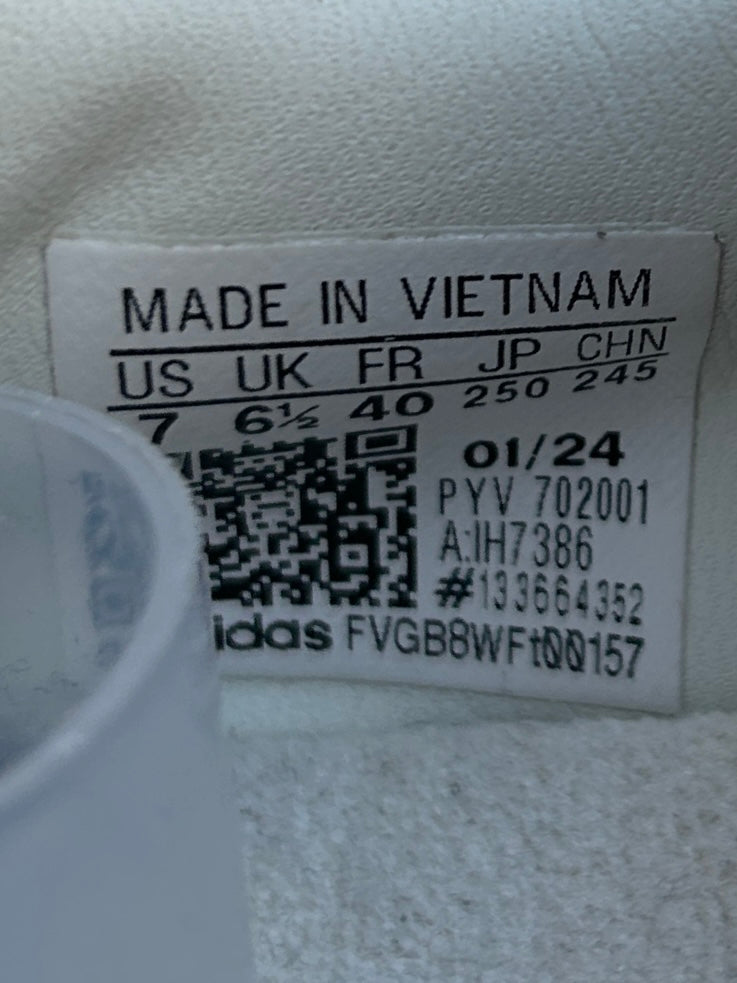 MADE IN VIETNAM
US UK FR JP CHN
7 6½ 40 250 245
01/24
PYV 702001
A:IH7386
#133664352
idas FVGB8WFt00157